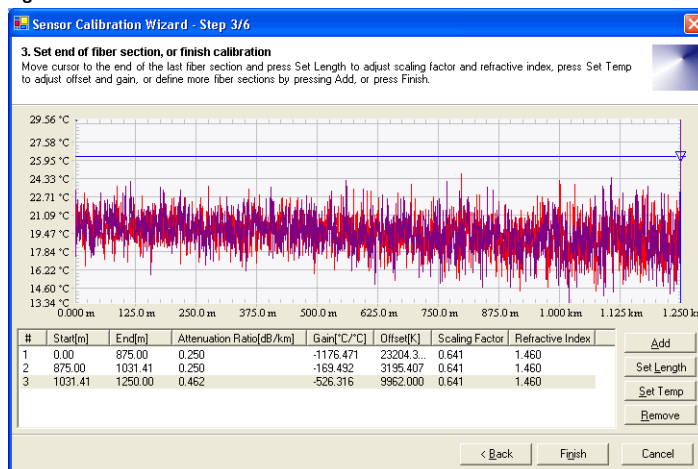 Sensor Calibration Wizard - Step 3/6
3. Set end of fiber section, or finish calibration
Move cursor to the end of the last fiber section and press Set Length to adjust scaling factor and refractive index, press Set Temp
to adjust offset and gain, or define more fiber sections by pressing Add, or press Finish.
29.56 °C
27.58 °C
25.95 °C
24.33 °C
22.71 °C
21.09 °C
19.47 °C
17.84 °C
16.22 °C
14.60 °C
13.34 °C
0.000 m 125.0 m 250.0 m 375.0 m 500.0 m 625.0 m 750.0 m 875.0 m 1.000 km 1.125 km 1.250 km
# Start[m] End[m] Attenuation Ratio[dB/km] Gain[°C/°C] Offset[K] Scaling Factor Refractive Index
1 0.00 875.00 0.250 -1176.471 23204.3... 0.641 1.460
2 875.00 1031.41 0.250 -169.492 3195.407 0.641 1.460
3 1031.41 1250.00 0.462 -526.316 9962.000 0.641 1.460
Add
Set Length
Set Temp
Remove
< Back Finish Cancel